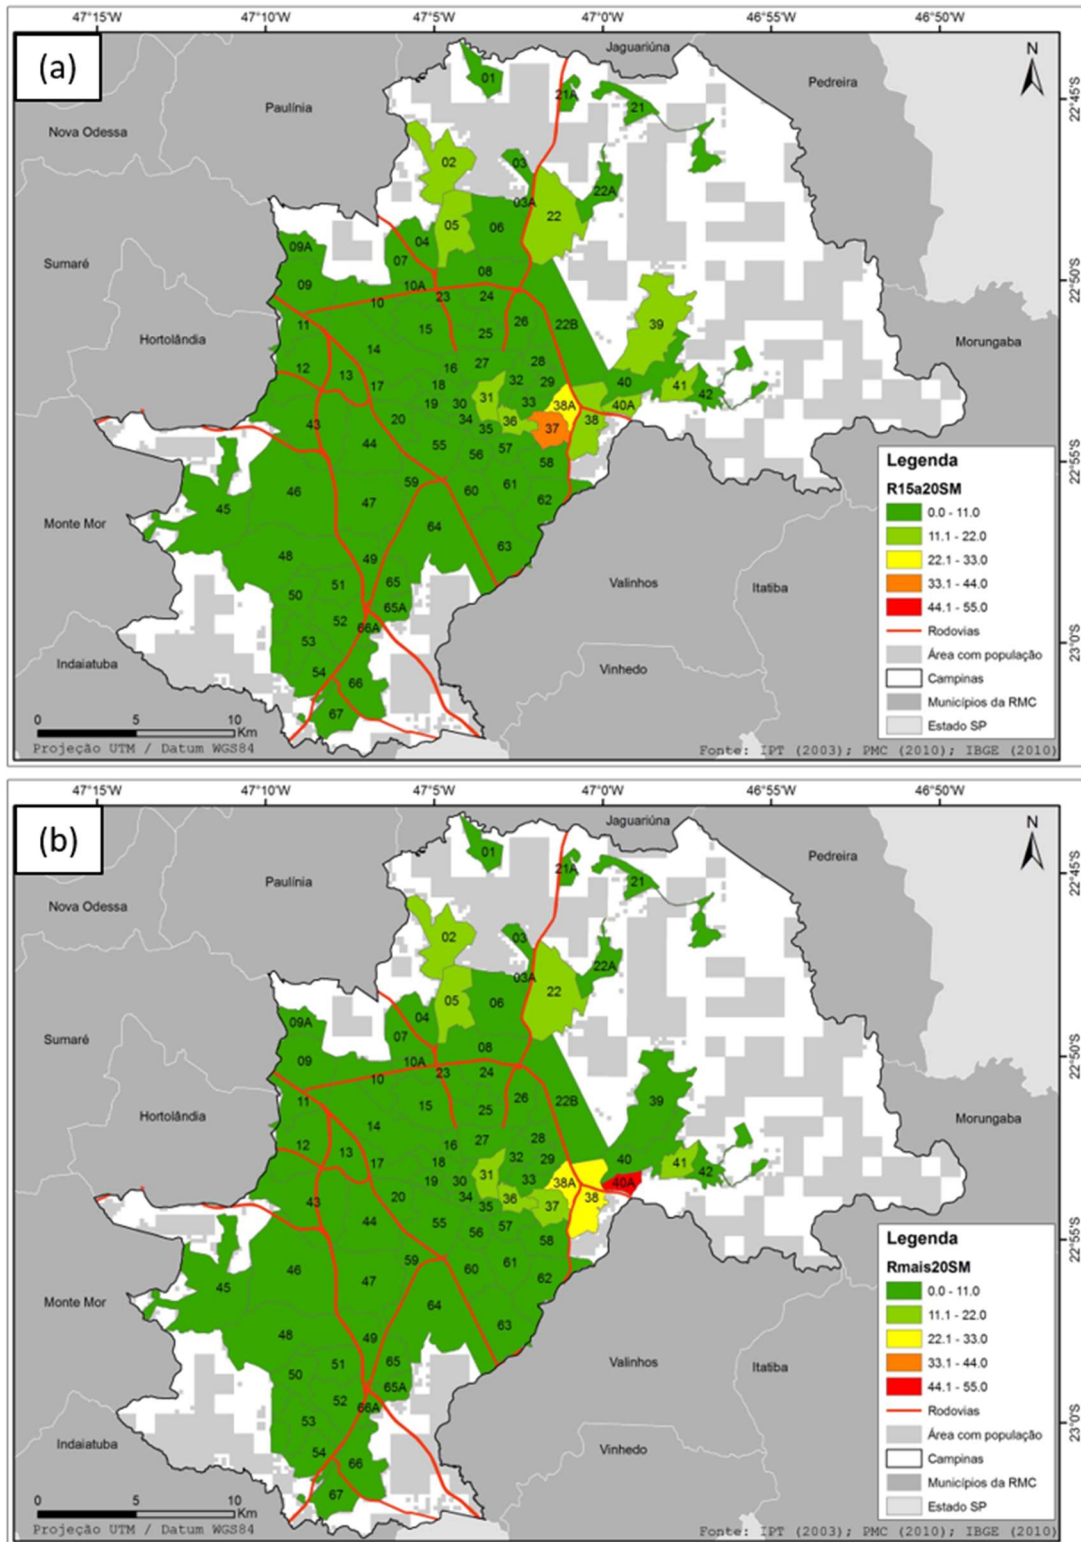 47°15'W 47°10'W 47°5'W 47°0'W 46°55'W 46°50'W
(a)
N
Jaguariúna
Pedreira
Paulínia
Nova Odessa
Sumaré
Hortolândia
Morungaba
Monte Mor
Valinhos
Itatiba
Indaiatuba
Vinhedo
22°45'S
22°50'S
22°55'S
23°0'S
01
21A
21
02
03
22A
03A
22
05
06
04
09A
07
08
09
10A
10
23
24
39
11
15
25
26
22B
14
12
13
16
27
28
17
18
32
29
40
41
42
31
19
30
33
38A
40A
43
20
34
36
38
35
37
44
55
57
56
58
59
46
60
61
45
47
62
64
48
63
49
51
65
50
65A
52
66A
53
54
66
67
Legenda
R15a20SM
0.0 - 11.0
11.1 - 22.0
22.1 - 33.0
33.1 - 44.0
44.1 - 55.0
Rodovias
Área com população
Campinas
Municípios da RMC
Estado SP
0 5 10
Km
Projeção UTM / Datum WGS84
Fonte: IPT (2003); PMC (2010); IBGE (2010)
47°15'W 47°10'W 47°5'W 47°0'W 46°55'W 46°50'W
(b)
N
Jaguariúna
Pedreira
Paulínia
Nova Odessa
Sumaré
Hortolândia
Morungaba
Monte Mor
Valinhos
Itatiba
Indaiatuba
Vinhedo
22°45'S
22°50'S
22°55'S
23°0'S
01
21A
21
02
03
22A
03A
22
05
06
04
09A
07
08
09
10A
10
23
24
39
11
15
25
26
22B
14
12
13
16
27
28
17
18
32
29
40
41
42
31
19
30
33
38A
40A
43
20
34
36
38
35
37
44
55
57
56
58
59
46
60
61
45
47
62
64
48
63
49
51
65
50
65A
52
66A
53
54
66
67
Legenda
Rmais20SM
0.0 - 11.0
11.1 - 22.0
22.1 - 33.0
33.1 - 44.0
44.1 - 55.0
Rodovias
Área com população
Campinas
Municípios da RMC
Estado SP
0 5 10
Km
Projeção UTM / Datum WGS84
Fonte: IPT (2003); PMC (2010); IBGE (2010)